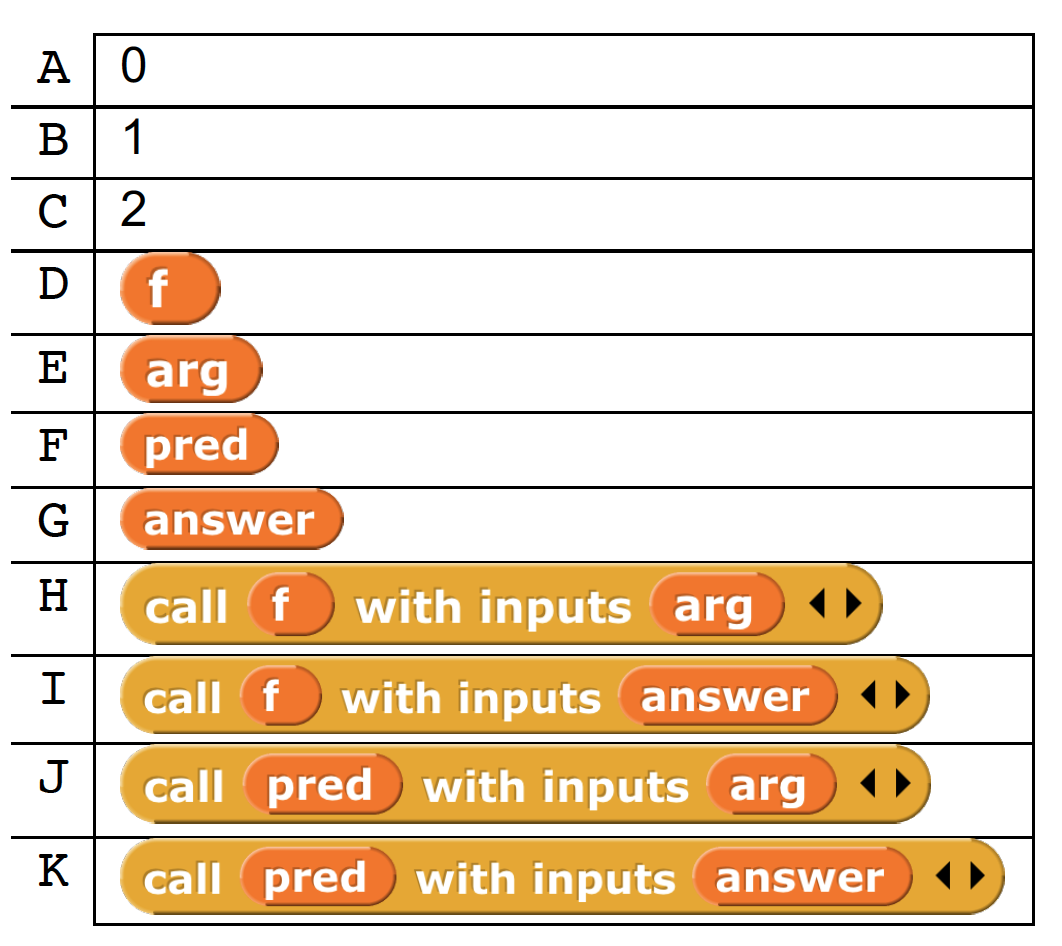 A 0
B 1
C 2
D f
E arg
F pred
G answer
H call f with inputs arg
I call f with inputs answer
J call pred with inputs arg
K call pred with inputs answer